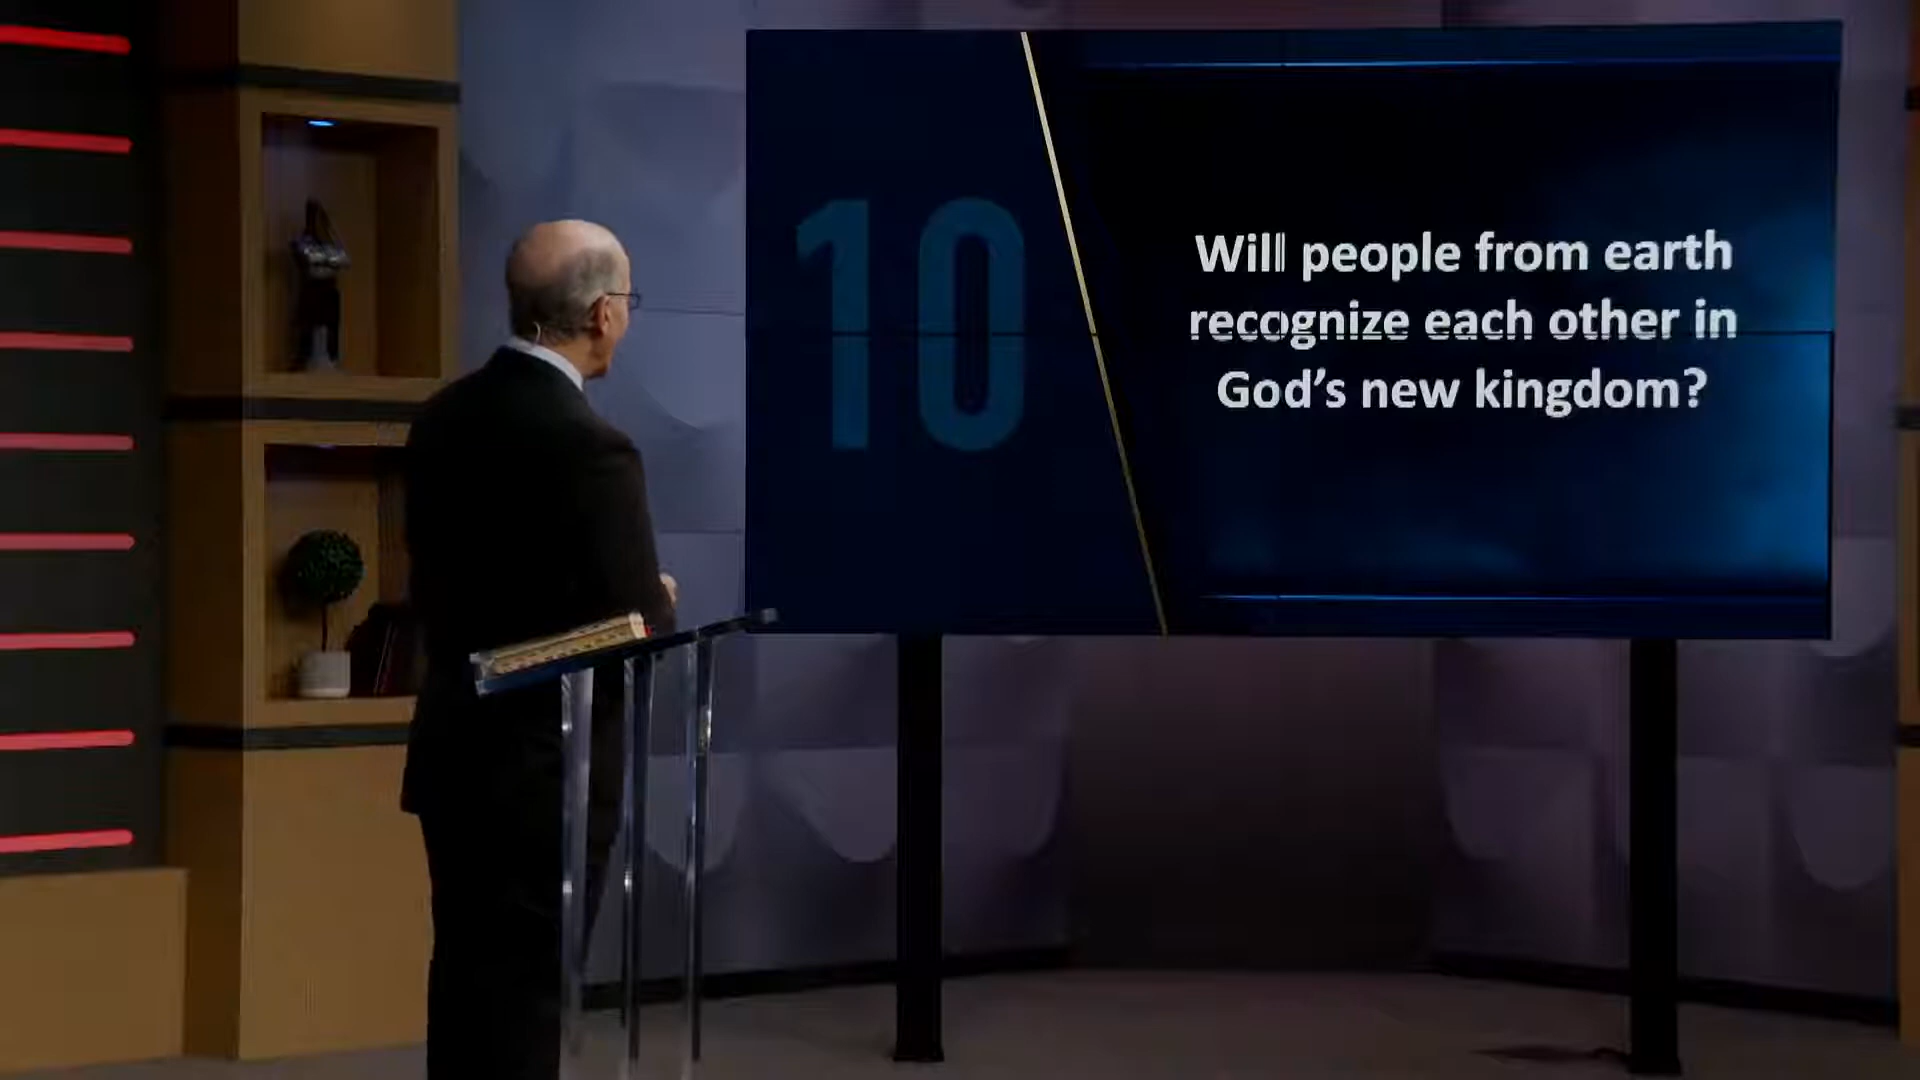 10
Will people from earth
recognize each other in
God's new kingdom?